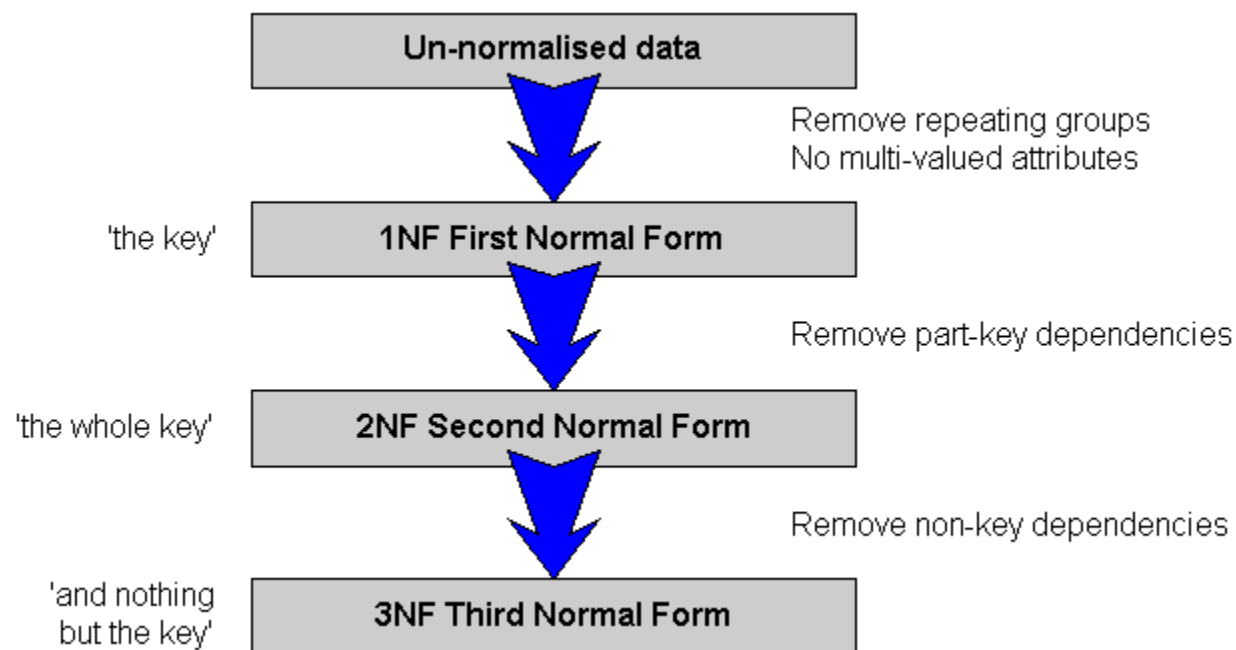 Un-normalised data
Remove repeating groups
No multi-valued attributes
'the key'
1NF First Normal Form
Remove part-key dependencies
'the whole key'
2NF Second Normal Form
Remove non-key dependencies
'and nothing
but the key'
3NF Third Normal Form